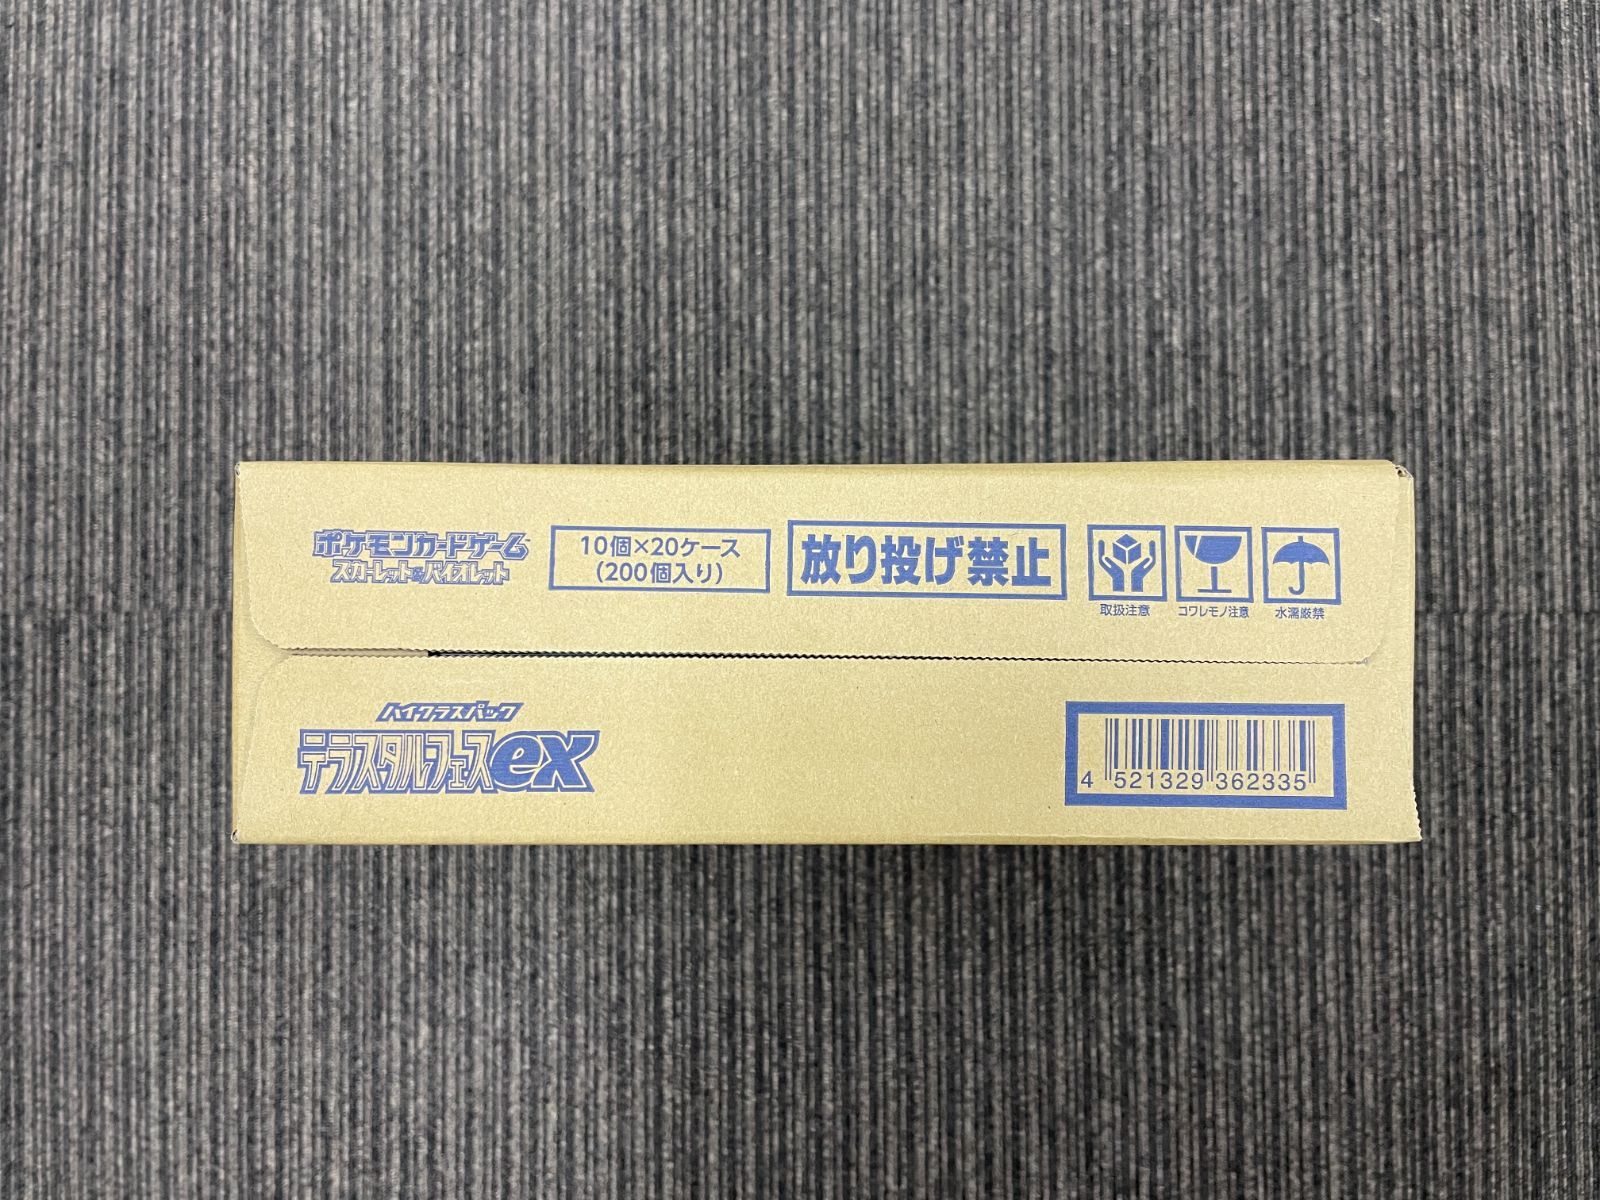 ポケモンカードゲーム
スカーレット&バイオレット
10個×20ケース
(200個入り)
放り投げ禁止
取扱注意
コワレモノ注意
水濡厳禁
ハイクラスパック
テラスタルフェスex
4 521329 362335